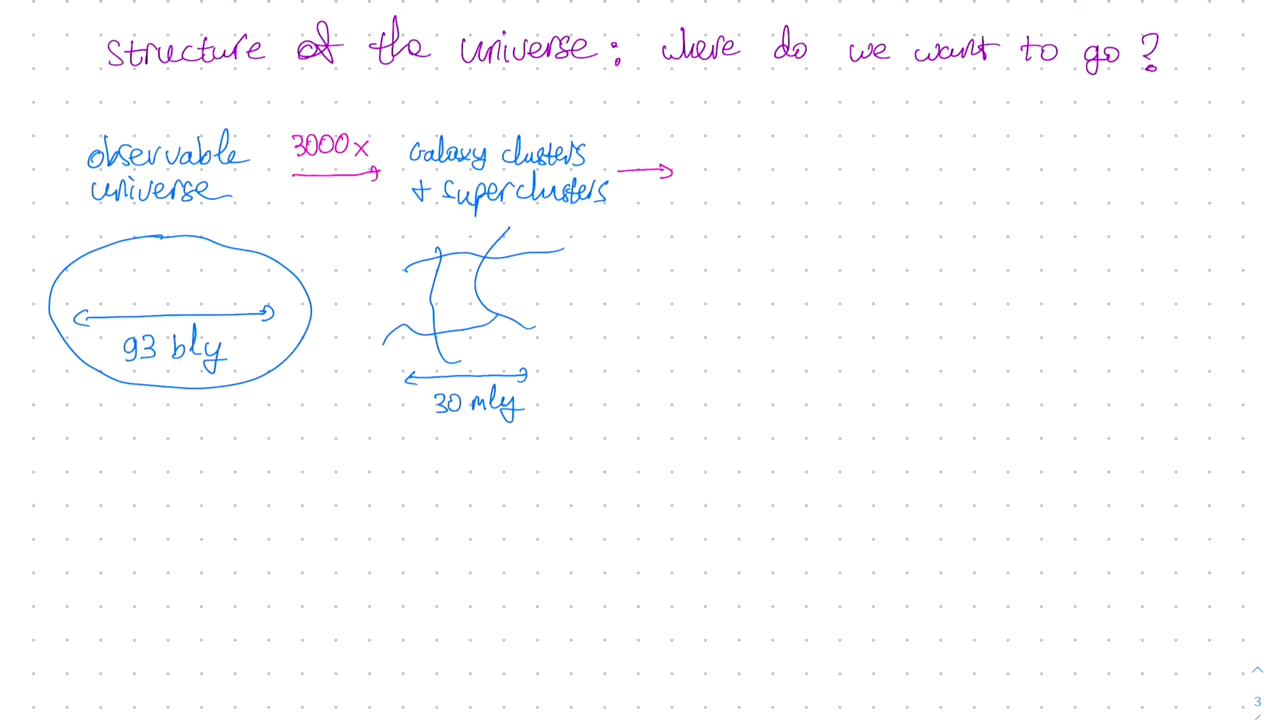 structure of the universe: where do we want to go?
observable universe
3000x
Galaxy clusters
+ superclusters
93 bly
30 mly
3